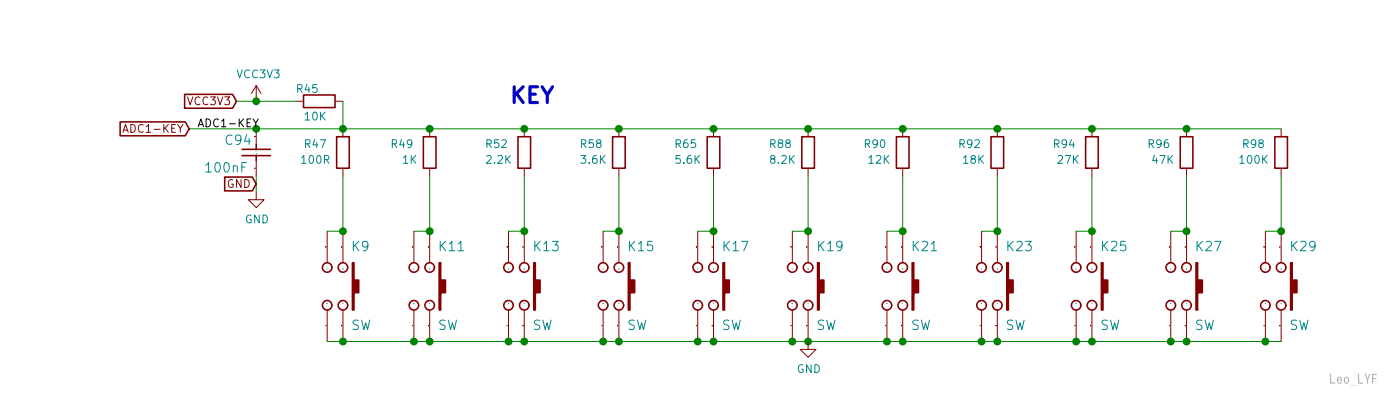 KEY
VCC3V3
VCC3V3
R45
10K
ADC1-KEY
ADC1-KEY
C94
100nF
GND
GND
R47
100R
R49
1K
R52
2.2K
R58
3.6K
R65
5.6K
R88
8.2K
R90
12K
R92
18K
R94
27K
R96
47K
R98
100K
K9
K11
K13
K15
K17
K19
K21
K23
K25
K27
K29
SW
SW
SW
SW
SW
SW
SW
SW
SW
SW
SW
GND
Leo_LYF